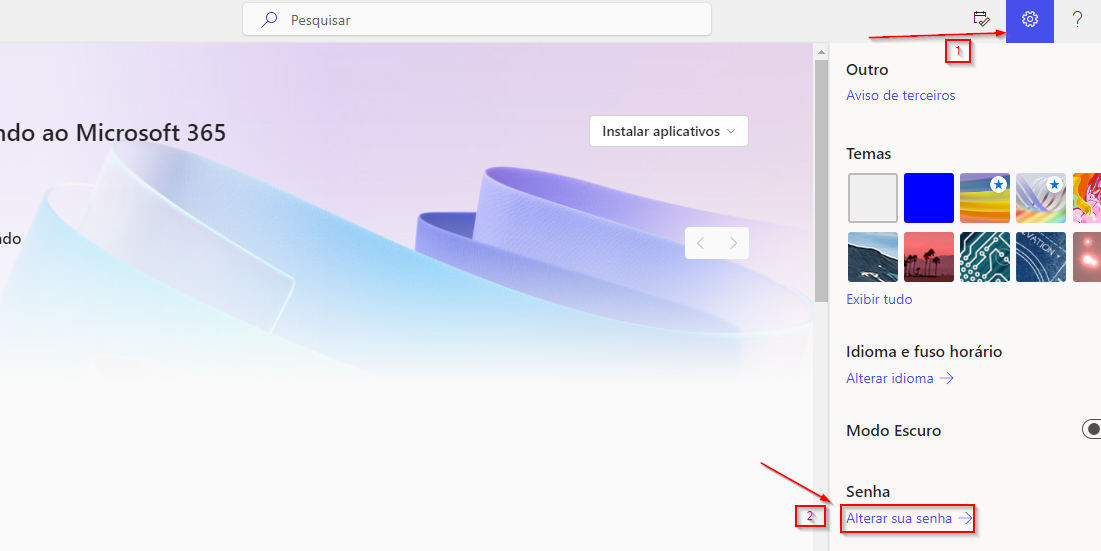 Pesquisar
?
1
Outro
Aviso de terceiros
ndo ao Microsoft 365
Instalar aplicativos
Temas
ndo
Exibir tudo
Idioma e fuso horário
Alterar idioma
Modo Escuro
Senha
2
Alterar sua senha